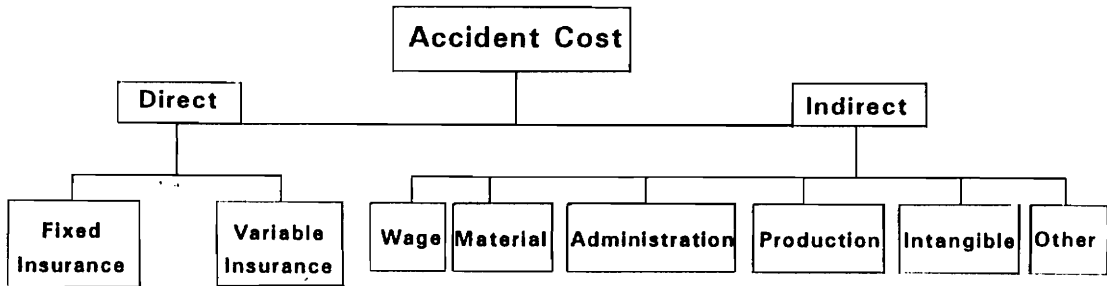 Accident Cost
Direct
Indirect
Fixed
Insurance
Variable
Insurance
Wage
Material
Administration
Production
Intangible
Other